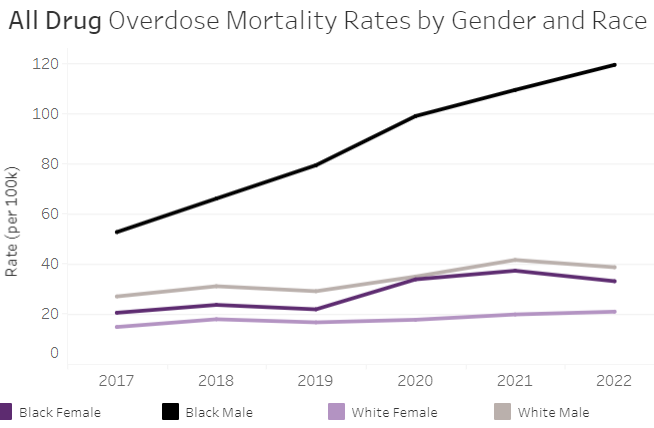 All Drug Overdose Mortality Rates by Gender and Race
Rate (per 100k)
120
100
80
60
40
20
0
2017 2018 2019 2020 2021 2022
Black Female Black Male White Female White Male